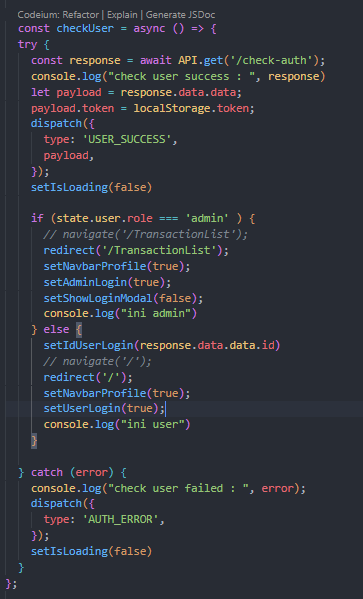 Codeium: Refactor | Explain | Generate JSDoc
const checkUser = async () => {
try {
const response = await API.get('/check-auth');
console.log("check user success : ", response)
let payload = response.data.data;
payload.token = localStorage.token;
dispatch({
type: 'USER_SUCCESS',
payload,
});
setIsLoading(false)
if (state.user.role === 'admin' ) {
// navigate('/TransactionList');
redirect('/TransactionList');
setNavbarProfile(true);
setAdminLogin(true);
setShowLoginModal(false);
console.log("ini admin")
} else {
setIdUserLogin(response.data.data.id)
// navigate('/');
redirect('/');
setNavbarProfile(true);
setUserLogin(true);
console.log("ini user")
}
} catch (error) {
console.log("check user failed : ", error);
dispatch({
type: 'AUTH_ERROR',
});
setIsLoading(false)
}
};